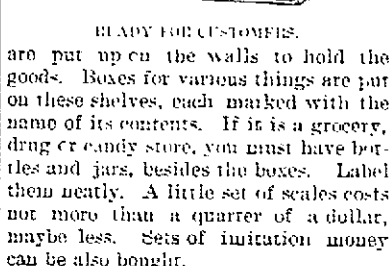 READY FOR CUSTOMERS.
are put up on the walls to hold the
goods. Boxes for various things are put
on these shelves, each marked with the
name of its contents. If it is a grocery,
drug or candy store, you must have bot-
tles and jars, besides the boxes. Label
them neatly. A little set of scales costs
not more than a quarter of a dollar,
maybe less. Sets of imitation money
can be also bought.